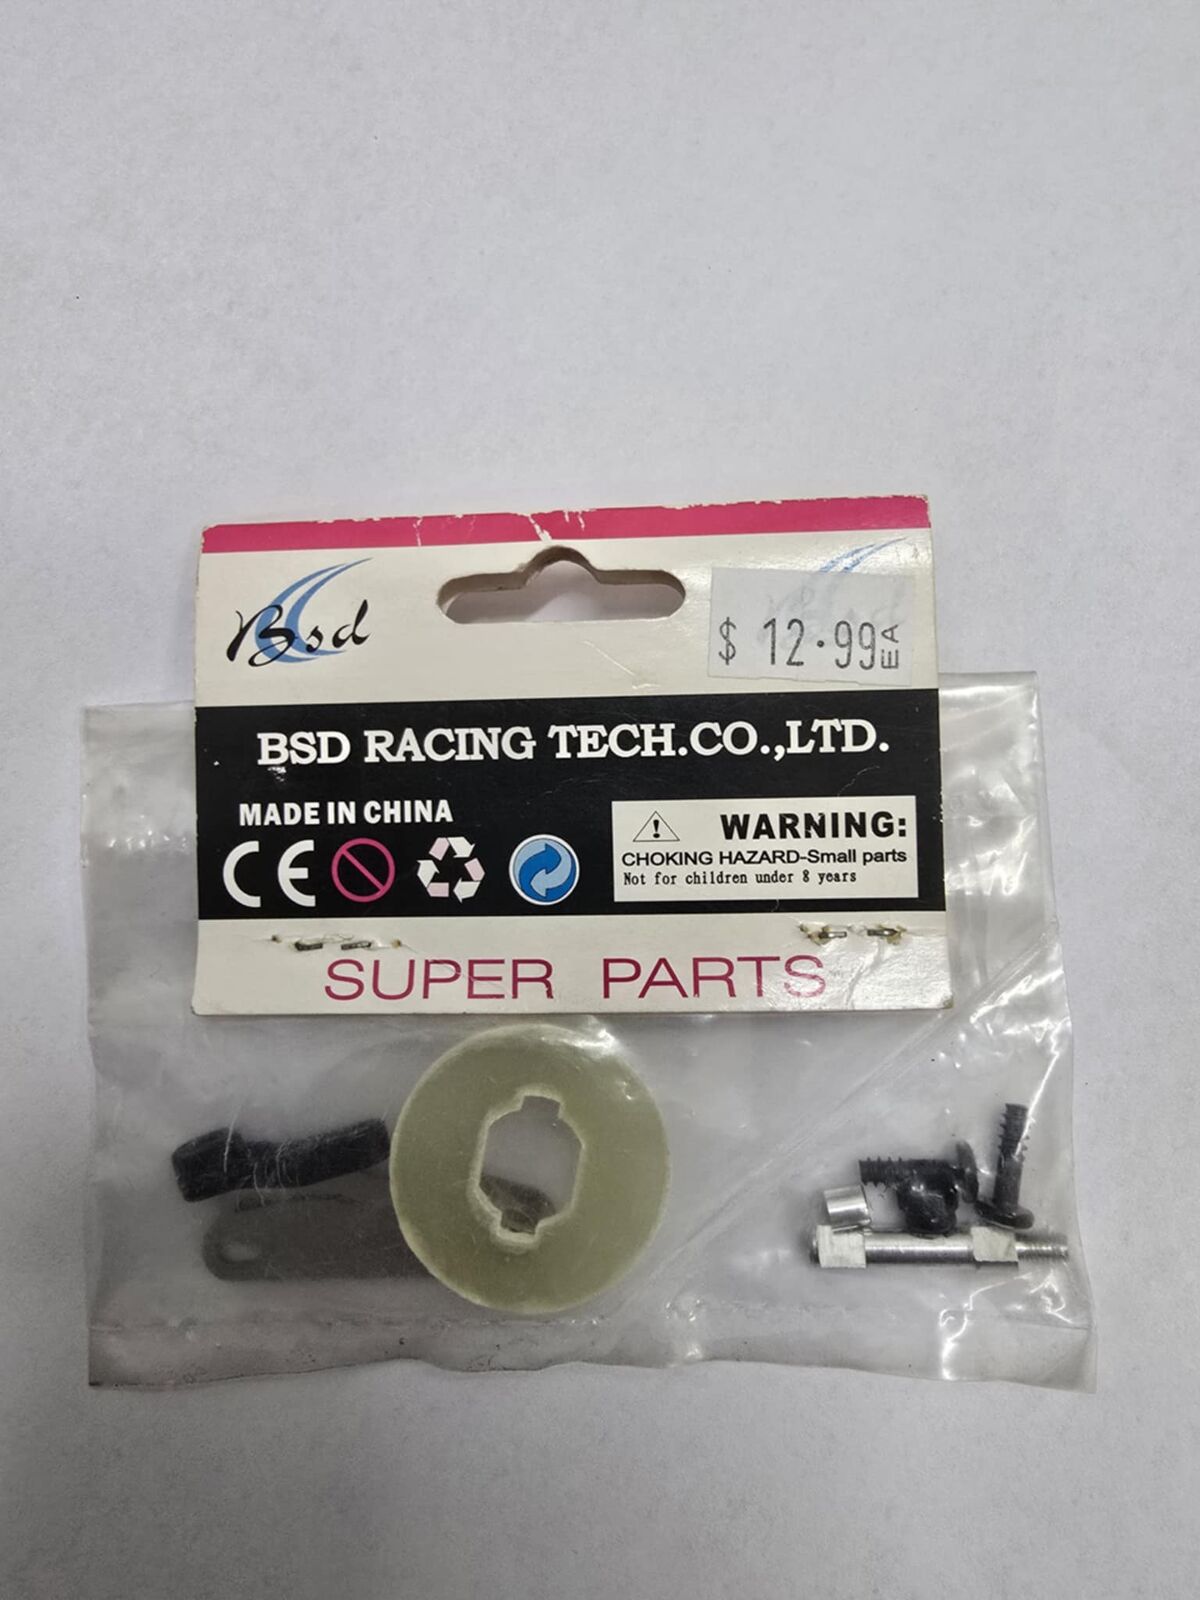 Bsd
$ 12.99 EA
BSD RACING TECH.CO.,LTD.
MADE IN CHINA
CE
WARNING:
CHOKING HAZARD-Small parts
Not for children under 8 years
SUPER PARTS